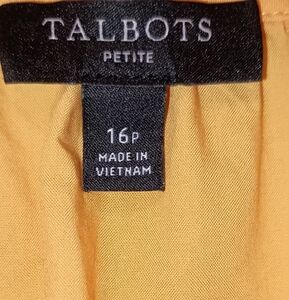 TALBOTS
PETITE
16P
MADE IN
VIETNAM